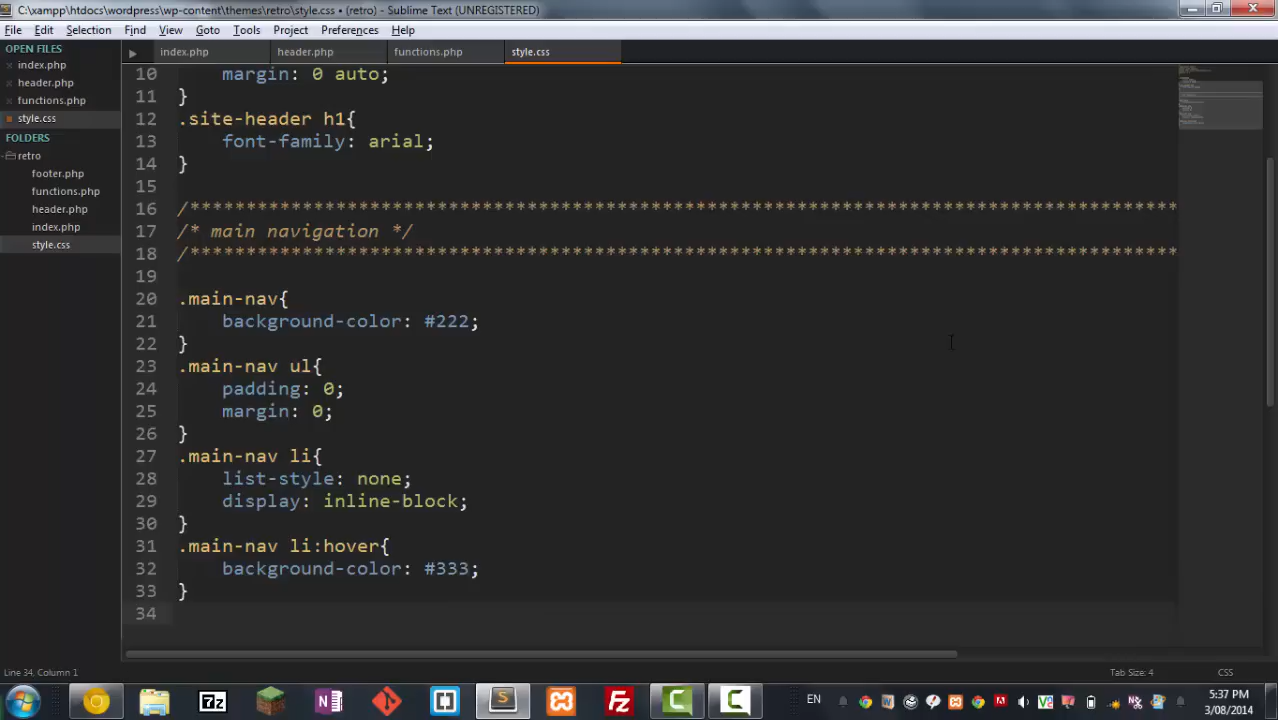 C:\xampp\htdocs\wordpress\wp-content\themes\retro\style.css • (retro) - Sublime Text (UNREGISTERED)
File Edit Selection Find View Goto Tools Project Preferences Help
OPEN FILES
index.php
header.php
functions.php
style.css
FOLDERS
retro
footer.php
functions.php
header.php
index.php
style.css
index.php header.php functions.php style.css
10 margin: 0 auto;
11 }
12 .site-header h1{
13 font-family: arial;
14 }
15
16 /****************************************************************************************
17 /* main navigation */
18 /****************************************************************************************
19
20 .main-nav{
21 background-color: #222;
22 }
23 .main-nav ul{
24 padding: 0;
25 margin: 0;
26 }
27 .main-nav li{
28 list-style: none;
29 display: inline-block;
30 }
31 .main-nav li:hover{
32 background-color: #333;
33 }
34
Line 34, Column 1 Tab Size: 4 CSS
EN 5:37 PM
3/08/2014